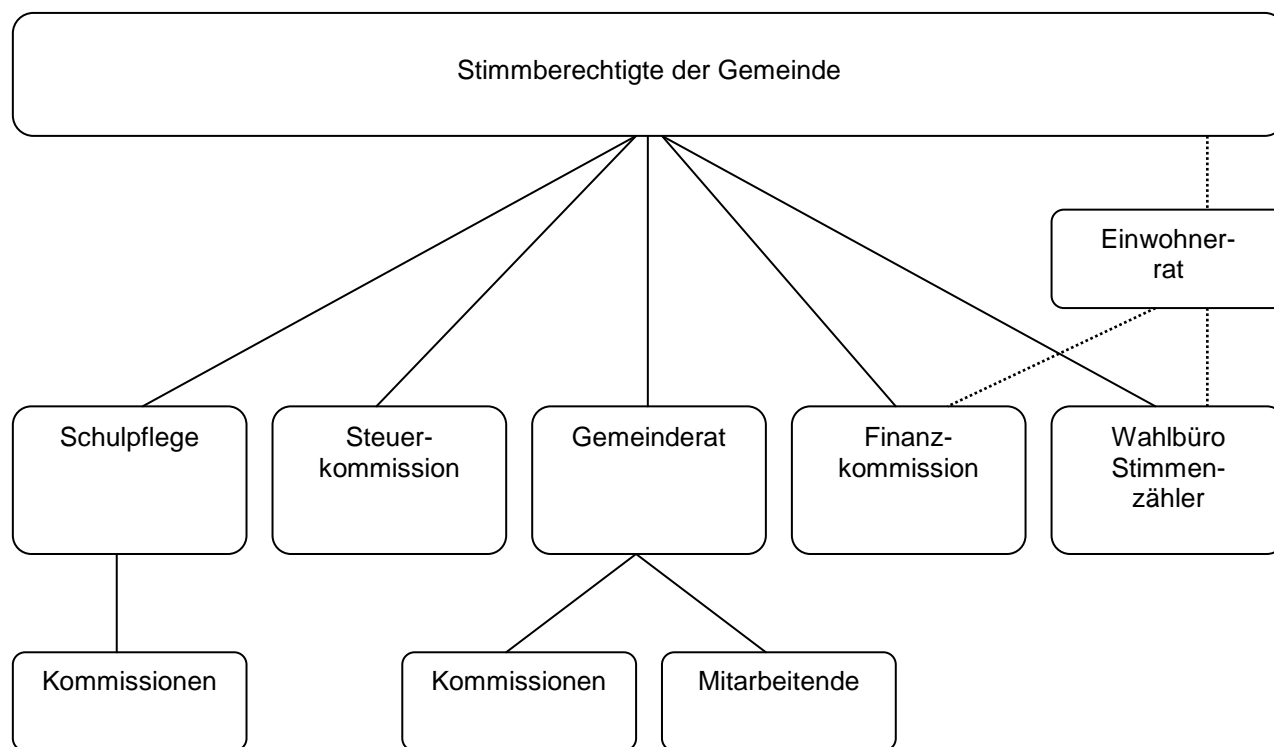 Stimmberechtigte der Gemeinde
Einwohner-
rat
Schulpflege
Steuer-
kommission
Gemeinderat
Finanz-
kommission
Wahlbüro
Stimmen-
zähler
Kommissionen
Kommissionen
Mitarbeitende